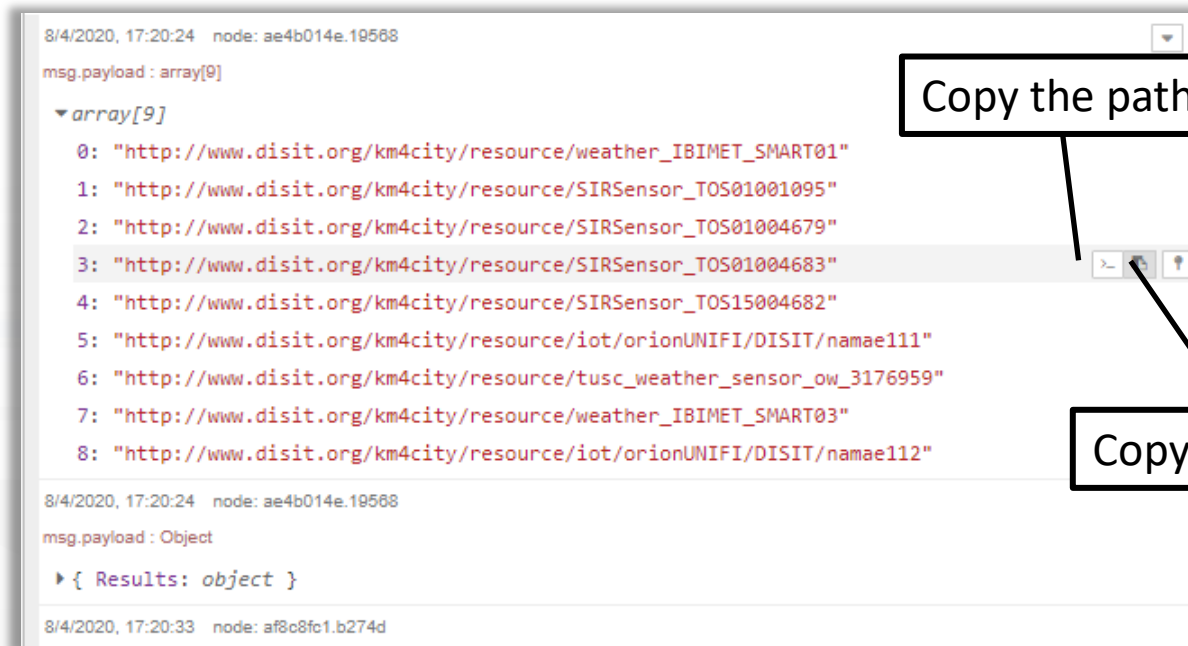 8/4/2020, 17:20:24 node: ae4b014e.19568
msg.payload : array[9]
Copy the path
array[9]
0: "http://www.disit.org/km4city/resource/weather_IBIMET_SMART01"
1: "http://www.disit.org/km4city/resource/SIRSensor_TOS01001095"
2: "http://www.disit.org/km4city/resource/SIRSensor_TOS01004679"
3: "http://www.disit.org/km4city/resource/SIRSensor_TOS01004683"
4: "http://www.disit.org/km4city/resource/SIRSensor_TOS15004682"
5: "http://www.disit.org/km4city/resource/iot/orionUNIFI/DISIT/namae111"
6: "http://www.disit.org/km4city/resource/tusc_weather_sensor_ow_3176959"
7: "http://www.disit.org/km4city/resource/weather_IBIMET_SMART03"
8: "http://www.disit.org/km4city/resource/iot/orionUNIFI/DISIT/namae112"
Copy
8/4/2020, 17:20:24 node: ae4b014e.19568
msg.payload : Object
{ Results: object }
8/4/2020, 17:20:33 node: af8c8fc1.b274d